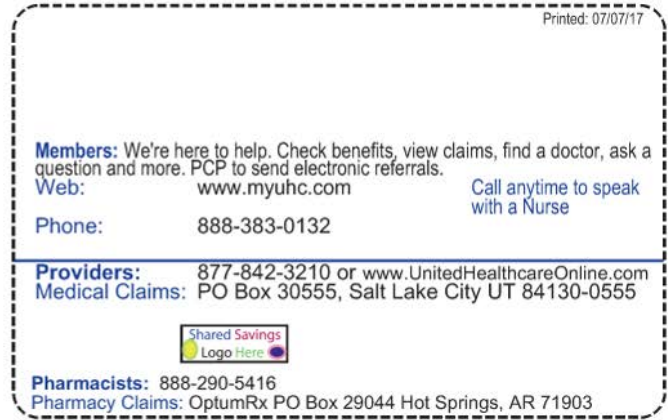 Printed: 07/07/17
Members: We're here to help. Check benefits, view claims, find a doctor, ask a
question and more. PCP to send electronic referrals.
Web: www.myuhc.com Call anytime to speak
with a Nurse
Phone: 888-383-0132
Providers: 877-842-3210 or www.UnitedHealthcareOnline.com
Medical Claims: PO Box 30555, Salt Lake City UT 84130-0555
Shared Savings
Logo Here
Pharmacists: 888-290-5416
Pharmacy Claims: OptumRx PO Box 29044 Hot Springs, AR 71903